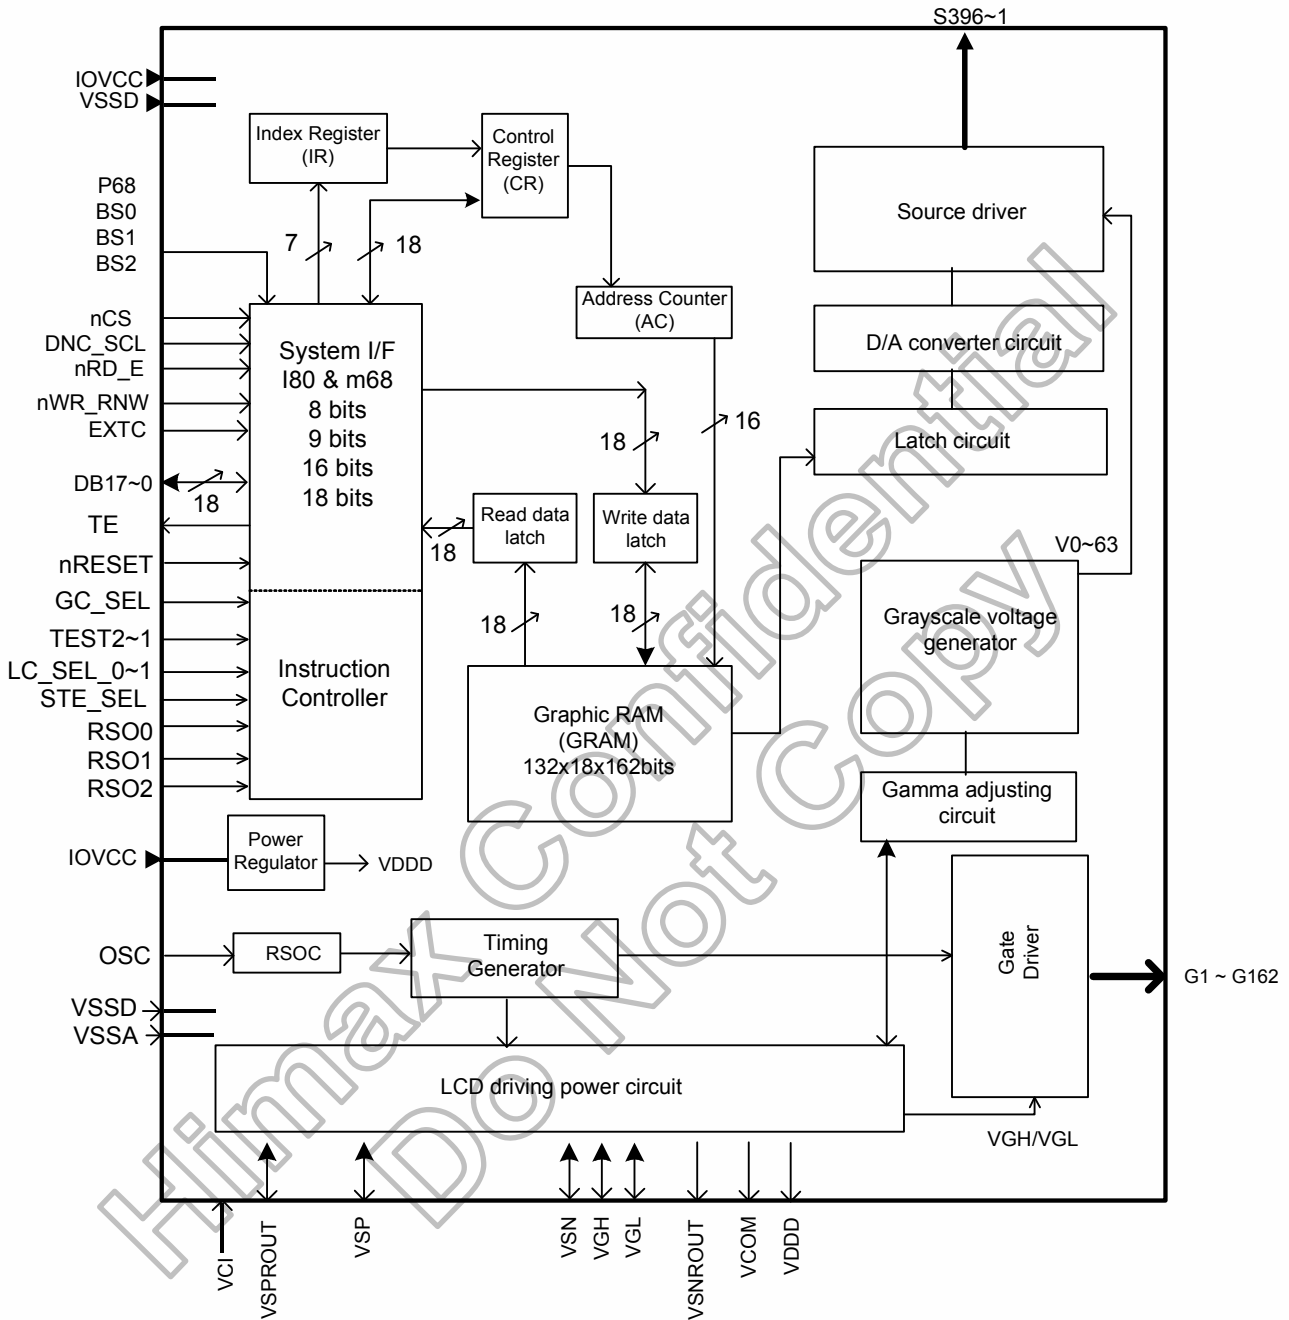 S396~1
IOVCC
VSSD
Index Register
(IR)
Control
Register
(CR)
P68
BS0
BS1
BS2
7
18
Source driver
Address Counter
(AC)
nCS
DNC_SCL
nRD_E
nWR_RNW
EXTC
DB17~0
18
TE
nRESET
GC_SEL
TEST2~1
LC_SEL_0~1
STE_SEL
RSO0
RSO1
RSO2
System I/F
I80 & m68
8 bits
9 bits
16 bits
18 bits
D/A converter circuit
18
16
Latch circuit
18
Read data
latch
Write data
latch
V0~63
18
18
Grayscale voltage
generator
Instruction
Controller
Graphic RAM
(GRAM)
132x18x162bits
Gamma adjusting
circuit
IOVCC
Power
Regulator
VDDD
OSC
RSOC
Timing
Generator
Gate
Driver
G1 ~ G162
VSSD
VSSA
LCD driving power circuit
VGH/VGL
VCI
VSPROUT
VSP
VSN
VGH
VGL
VSNROUT
VCOM
VDDD
Himax Confidential
Do Not Copy